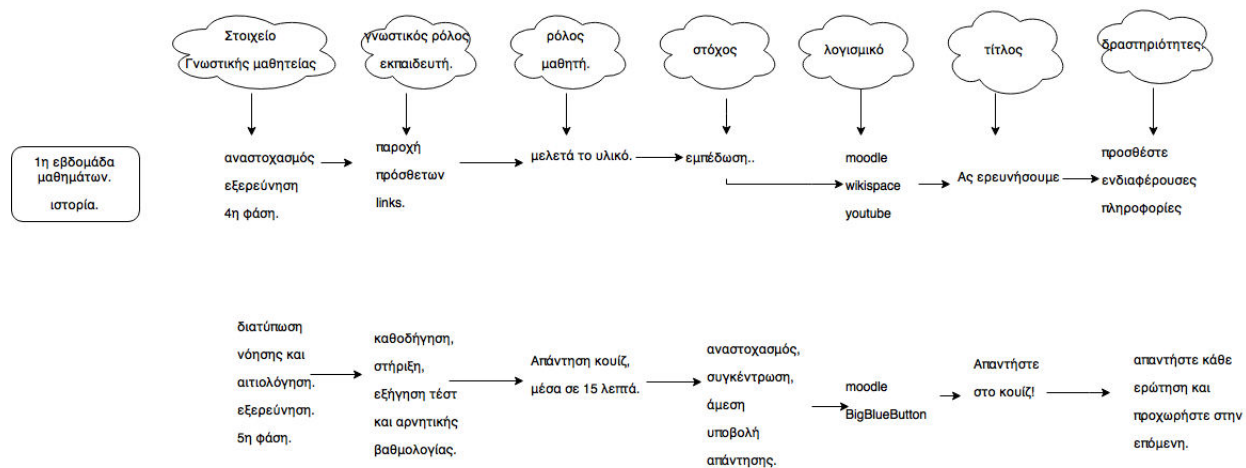 Στοιχείο
Γνωστικής μαθητείας
γνωστικός ρόλος
εκπαιδευτή.
ρόλος
μαθητή.
στόχος
λογισμικό
τίτλος
δραστηριότητες.
1η εβδομάδα
μαθημάτων.
ιστορία.
αναστοχασμός
εξερεύνηση
4η φάση.
παροχή
πρόσθετων
links.
μελετά το υλικό.
εμπέδωση..
moodle
wikispace
youtube
Ας ερευνήσουμε
προσθέστε
ενδιαφέρουσες
πληροφορίες
διατύπωση
νόησης και
αιτιολόγηση.
εξερεύνηση.
5η φάση.
καθοδήγηση,
στήριξη,
εξήγηση τέστ
και αρνητικής
βαθμολογίας.
Απάντηση κουίζ,
μέσα σε 15 λεπτά.
αναστοχασμός,
συγκέντρωση,
άμεση
υποβολή
απάντησης.
moodle
BigBlueButton
Απαντήστε
στο κουίζ!
απαντήστε κάθε
ερώτηση και
προχωρήστε στην
επόμενη.